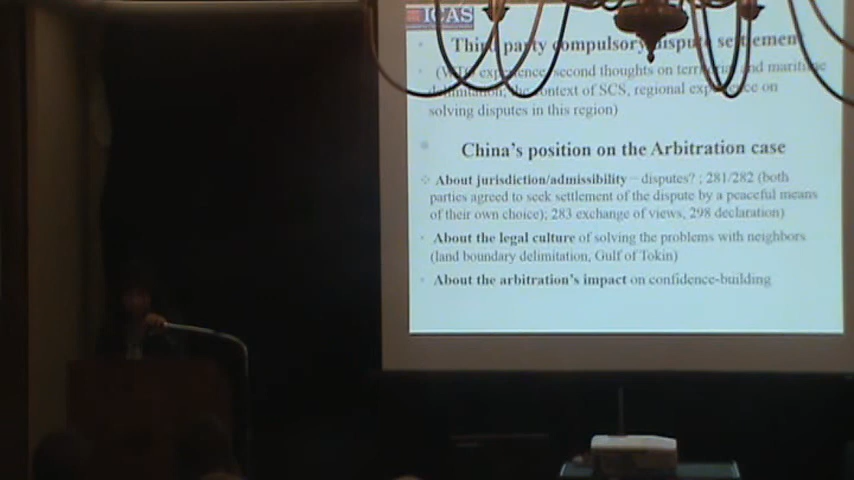 ICAS
Third party compulsory dispute settlement
(WTO experience, second thoughts on territorial and maritime
delimitation, the context of SCS, regional experience on
solving disputes in this region)
China's position on the Arbitration case
About jurisdiction/admissibility – disputes? ; 281/282 (both
parties agreed to seek settlement of the dispute by a peaceful means
of their own choice); 283 exchange of views, 298 declaration)
About the legal culture of solving the problems with neighbors
(land boundary delimitation, Gulf of Tokin)
About the arbitration's impact on confidence-building